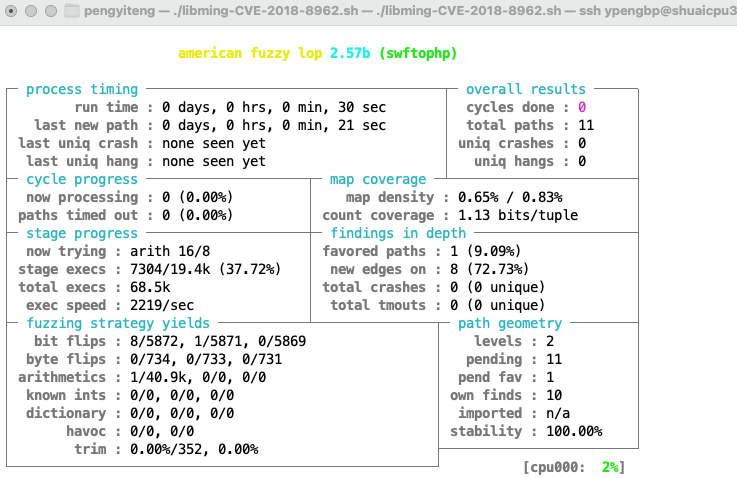 pengyiteng — ./libming-CVE-2018-8962.sh — ./libming-CVE-2018-8962.sh — ssh ypengbp@shuaicpu3
american fuzzy lop 2.57b (swftophp)
process timing overall results
run time : 0 days, 0 hrs, 0 min, 30 sec cycles done : 0
last new path : 0 days, 0 hrs, 0 min, 21 sec total paths : 11
last uniq crash : none seen yet uniq crashes : 0
last uniq hang : none seen yet uniq hangs : 0
cycle progress map coverage
now processing : 0 (0.00%) map density : 0.65% / 0.83%
paths timed out : 0 (0.00%) count coverage : 1.13 bits/tuple
stage progress findings in depth
now trying : arith 16/8 favored paths : 1 (9.09%)
stage execs : 7304/19.4k (37.72%) new edges on : 8 (72.73%)
total execs : 68.5k total crashes : 0 (0 unique)
exec speed : 2219/sec total tmouts : 0 (0 unique)
fuzzing strategy yields path geometry
bit flips : 8/5872, 1/5871, 0/5869 levels : 2
byte flips : 0/734, 0/733, 0/731 pending : 11
arithmetics : 1/40.9k, 0/0, 0/0 pend fav : 1
known ints : 0/0, 0/0, 0/0 own finds : 10
dictionary : 0/0, 0/0, 0/0 imported : n/a
havoc : 0/0, 0/0 stability : 100.00%
trim : 0.00%/352, 0.00%
[cpu000: 2%]